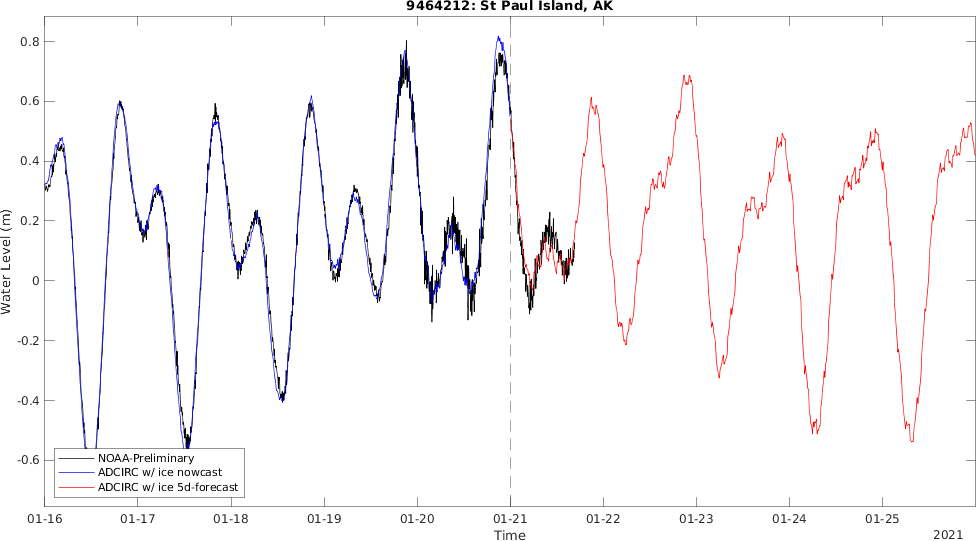 9464212: St Paul Island, AK
Water Level (m)
0.8
0.6
0.4
0.2
0
-0.2
-0.4
-0.6
NOAA-Preliminary
ADCIRC w/ ice nowcast
ADCIRC w/ ice 5d-forecast
01-16 01-17 01-18 01-19 01-20 01-21 01-22 01-23 01-24 01-25
Time
2021